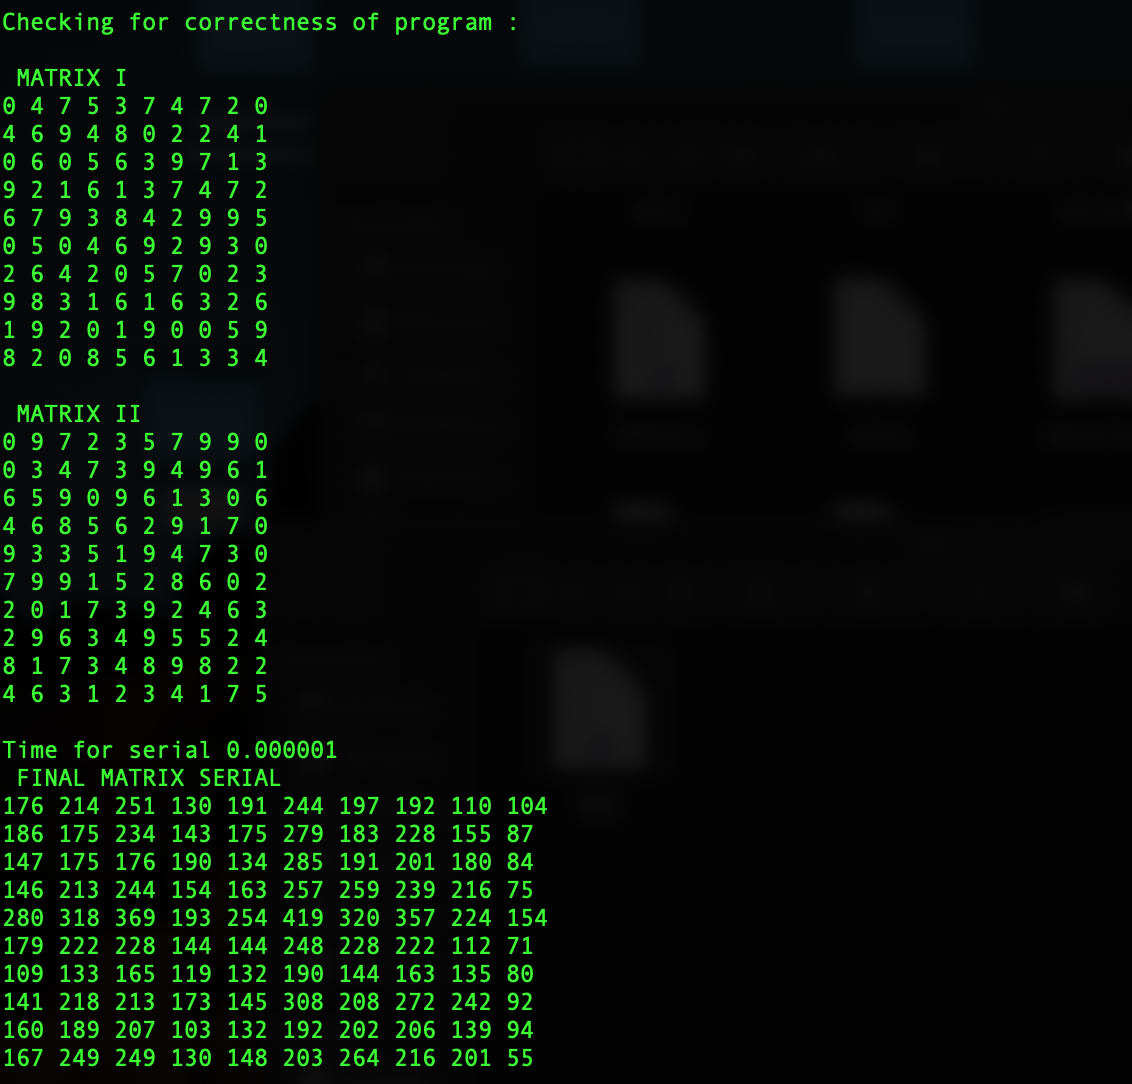 Checking for correctness of program :
MATRIX I
0 4 7 5 3 7 4 7 2 0
4 6 9 4 8 0 2 2 4 1
0 6 0 5 6 3 9 7 1 3
9 2 1 6 1 3 7 4 7 2
6 7 9 3 8 4 2 9 9 5
0 5 0 4 6 9 2 9 3 0
2 6 4 2 0 5 7 0 2 3
9 8 3 1 6 1 6 3 2 6
1 9 2 0 1 9 0 0 5 9
8 2 0 8 5 6 1 3 3 4
MATRIX II
0 9 7 2 3 5 7 9 9 0
0 3 4 7 3 9 4 9 6 1
6 5 9 0 9 6 1 3 0 6
4 6 8 5 6 2 9 1 7 0
9 3 3 5 1 9 4 7 3 0
7 9 9 1 5 2 8 6 0 2
2 0 1 7 3 9 2 4 6 3
2 9 6 3 4 9 5 5 2 4
8 1 7 3 4 8 9 8 2 2
4 6 3 1 2 3 4 1 7 5
Time for serial 0.000001
FINAL MATRIX SERIAL
176 214 251 130 191 244 197 192 110 104
186 175 234 143 175 279 183 228 155 87
147 175 176 190 134 285 191 201 180 84
146 213 244 154 163 257 259 239 216 75
280 318 369 193 254 419 320 357 224 154
179 222 228 144 144 248 228 222 112 71
109 133 165 119 132 190 144 163 135 80
141 218 213 173 145 308 208 272 242 92
160 189 207 103 132 192 202 206 139 94
167 249 249 130 148 203 264 216 201 55